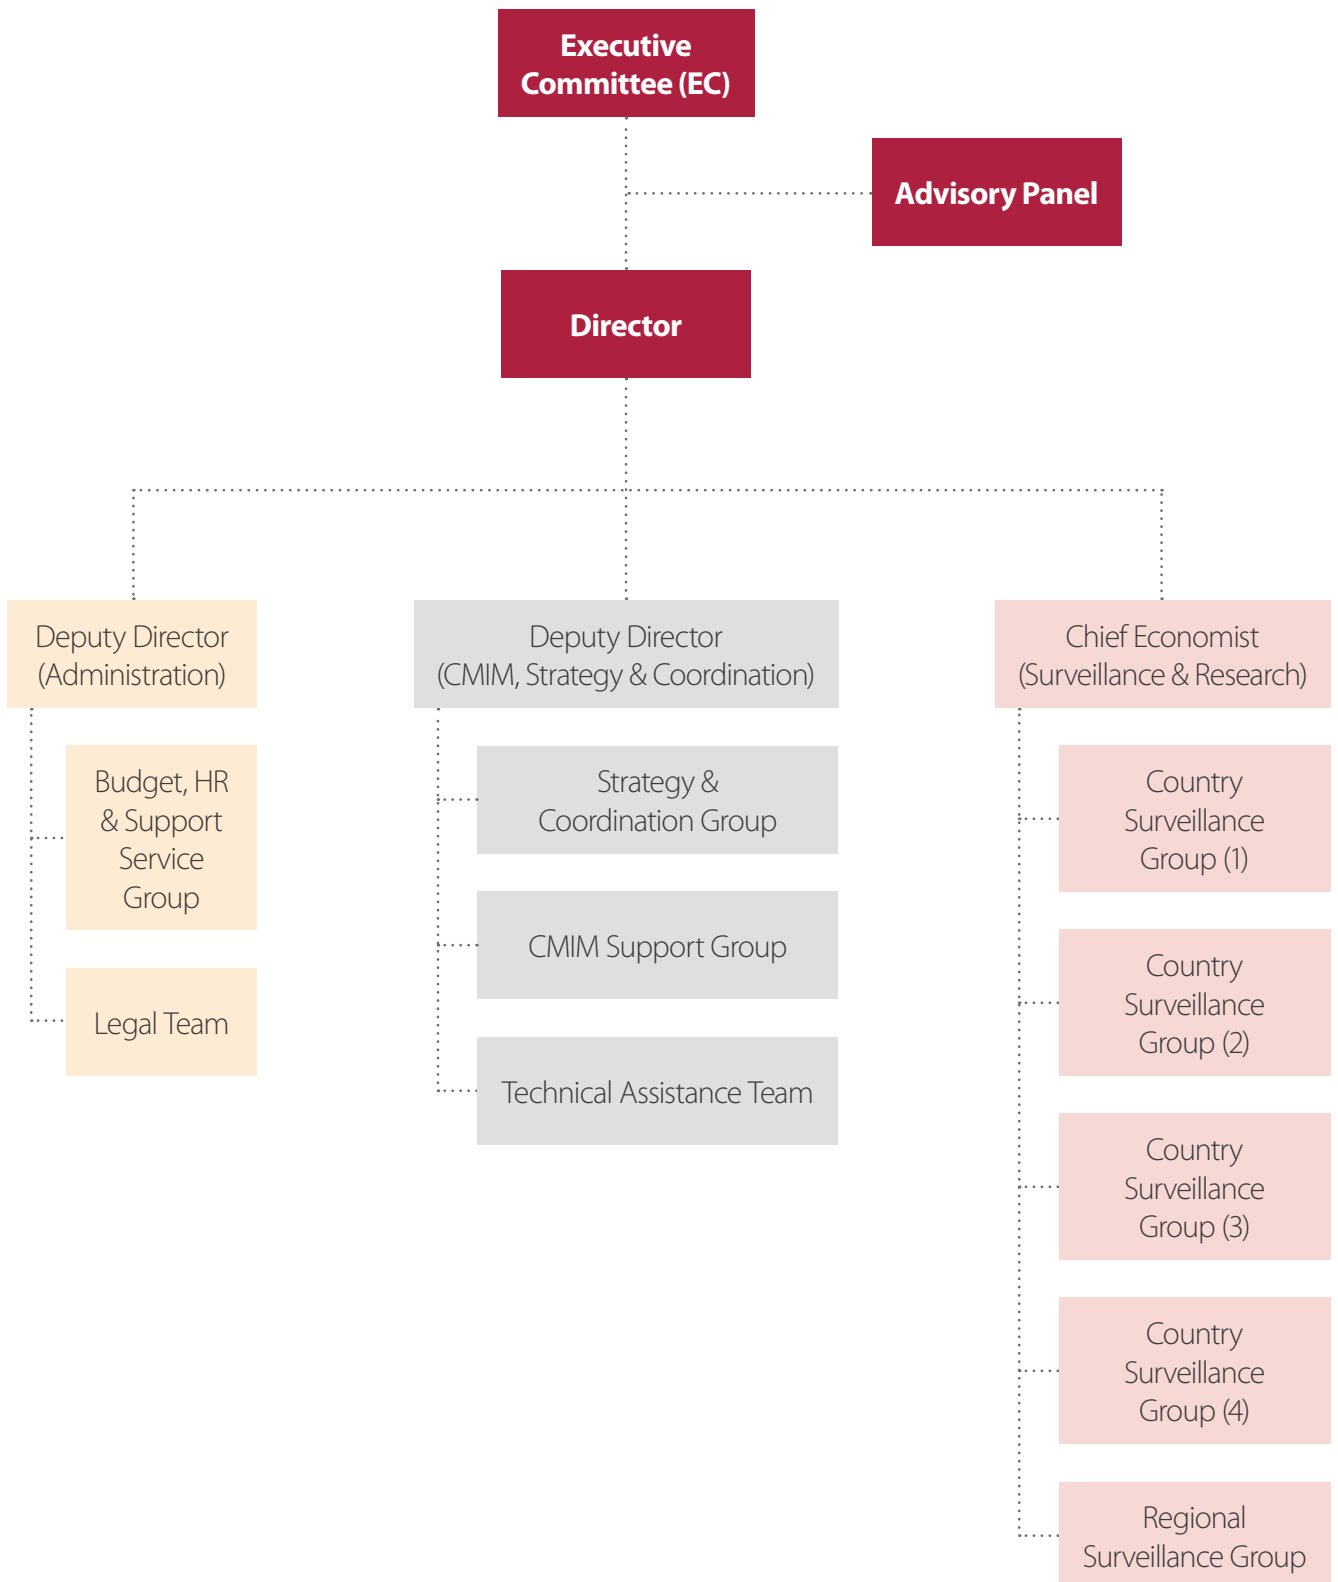 Executive
Committee (EC)
Advisory Panel
Director
Deputy Director
(Administration)
Budget, HR
& Support
Service
Group
Legal Team
Deputy Director
(CMIM, Strategy & Coordination)
Strategy &
Coordination Group
CMIM Support Group
Technical Assistance Team
Chief Economist
(Surveillance & Research)
Country
Surveillance
Group (1)
Country
Surveillance
Group (2)
Country
Surveillance
Group (3)
Country
Surveillance
Group (4)
Regional
Surveillance Group